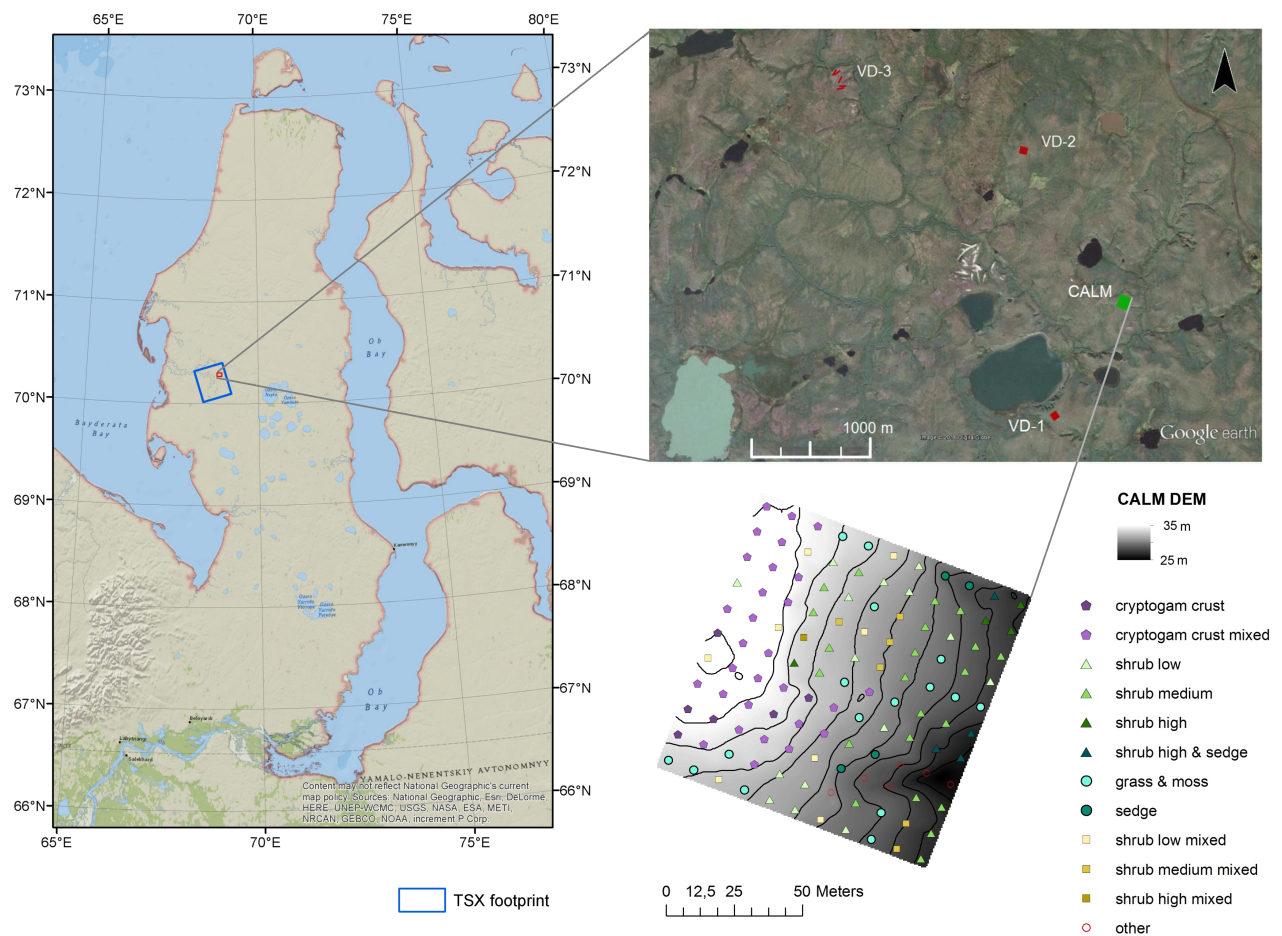 65°E
70°E
75°E
80°E
73°N
73°N
72°N
72°N
71°N
71°N
70°N
70°N
69°N
69°N
68°N
68°N
67°N
67°N
66°N
66°N
65°E
70°E
75°E
Ob
Bay
Bayderata
Bay
Kamennyy
Ob
Bay
Beloyarsk
Labytnangi
Salekhard
YAMALO-NENENTSKIY AVTONOMNYY
Content may not reflect National Geographic's current
map policy. Sources: National Geographic, Esri, DeLorme,
HERE, UNEP-WCMC, USGS, NASA, ESA, METI,
NRCAN, GEBCO, NOAA, increment P Corp.
TSX footprint
VD-3
VD-2
CALM
VD-1
1000 m
Google earth
CALM DEM
35 m
25 m
cryptogam crust
cryptogam crust mixed
shrub low
shrub medium
shrub high
shrub high & sedge
grass & moss
sedge
shrub low mixed
shrub medium mixed
shrub high mixed
other
0 12,5 25 50 Meters